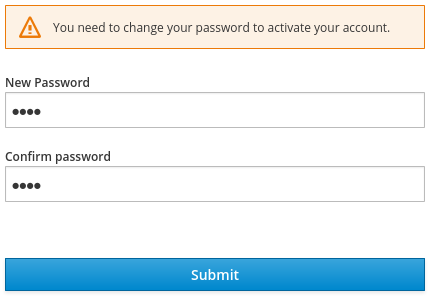 You need to change your password to activate your account.
New Password
••••
Confirm password
••••
Submit